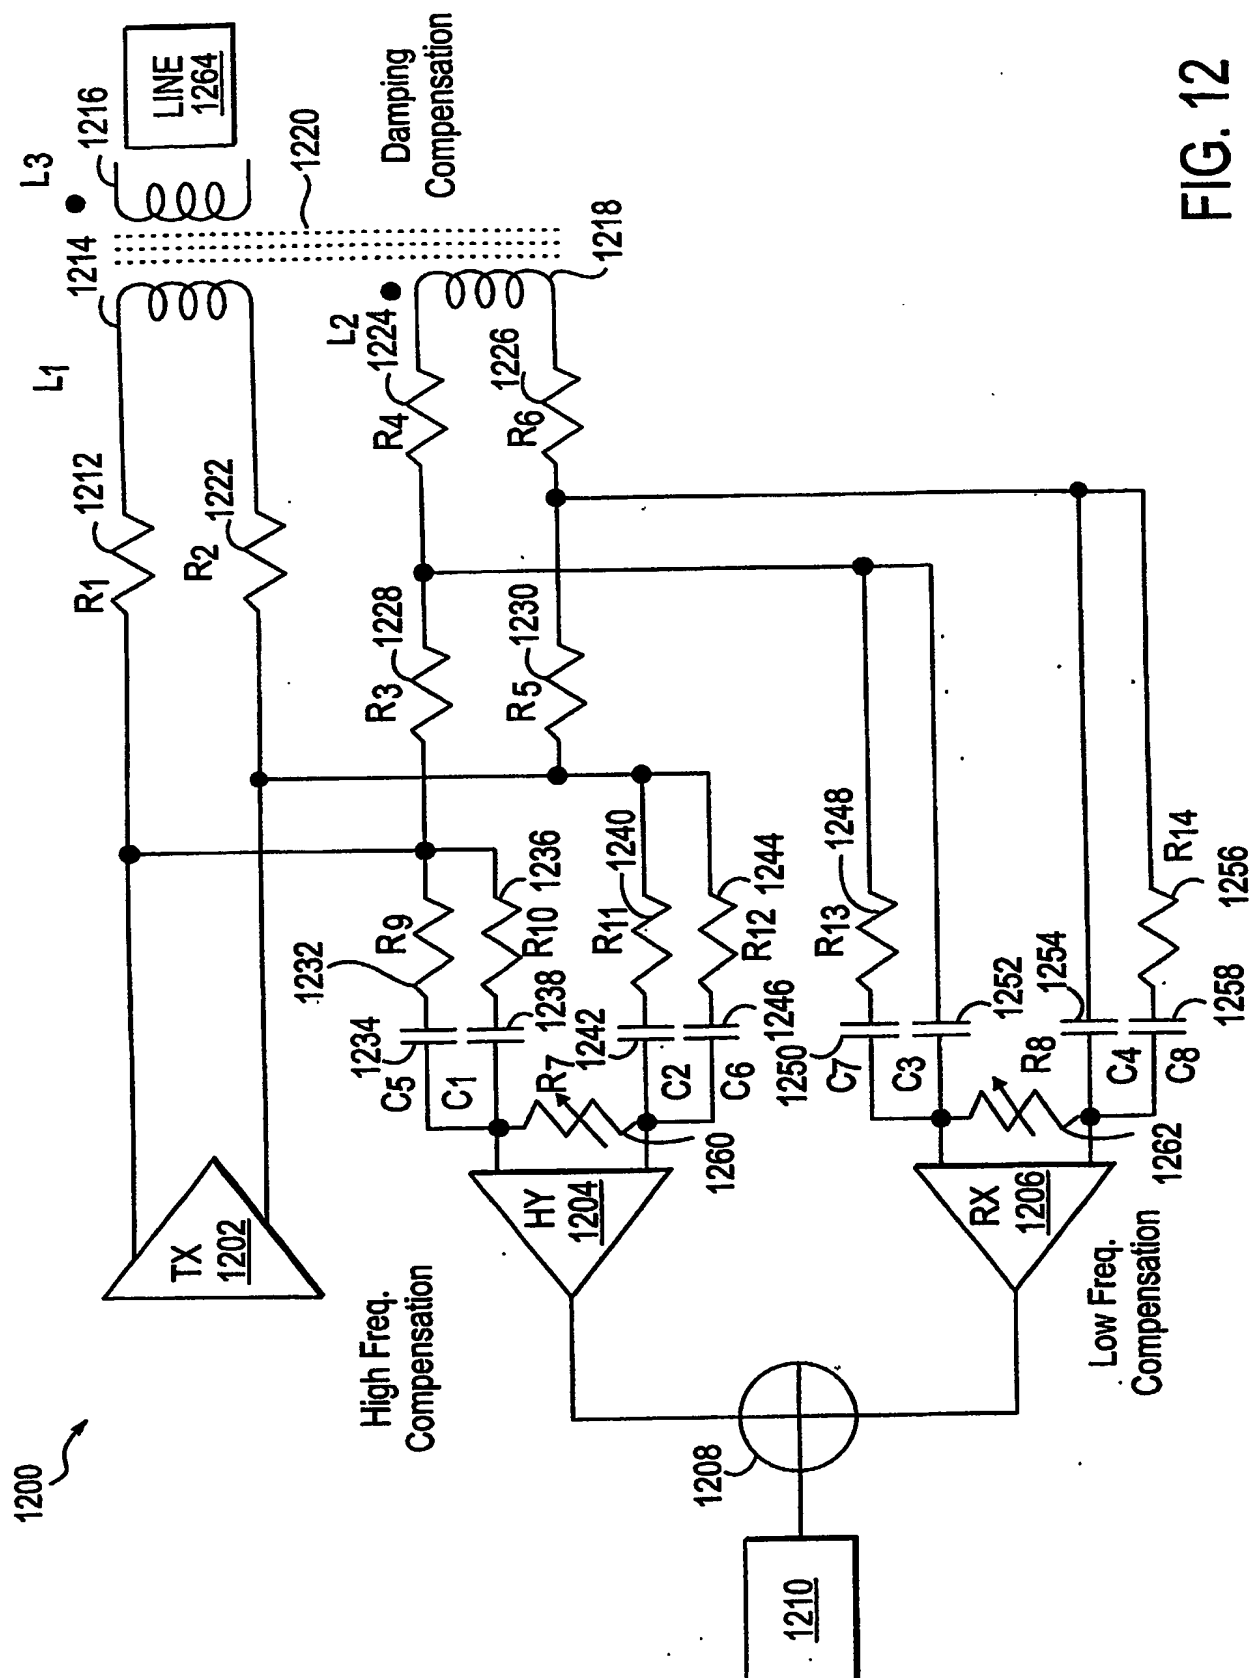 1200
TX
1202
R1
1212
R2
1222
L1
1214
L3
1216
LINE
1264
1220
High Freq.
Compensation
HY
1204
1234
C5
1232
R9
C1
1238
R10
1236
R7
1260
1242
C2
R11
1240
C6
1246
R12
1244
R3
1228
R5
1230
R4
1224
L2
R6
1226
1218
Damping
Compensation
1208
1210
RX
1206
Low Freq.
Compensation
1250
C7
R13
1248
C3
1252
R8
1262
1254
C4
C8
1258
R14
1256
FIG. 12